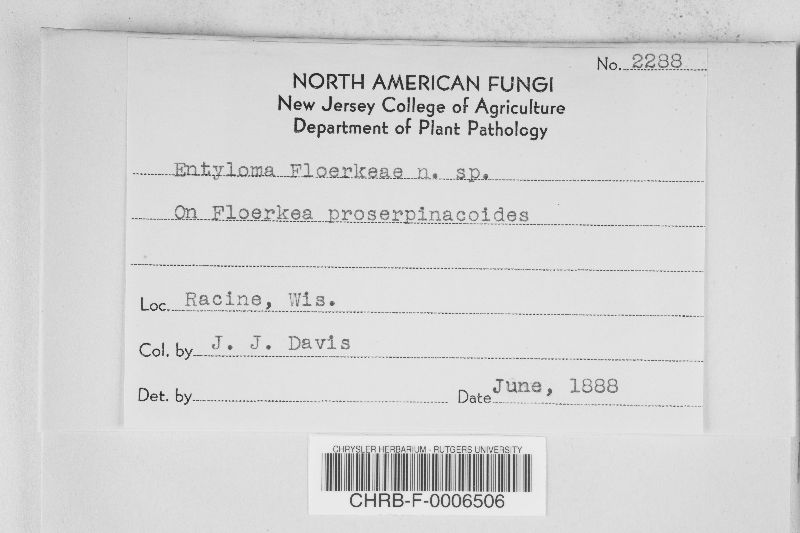 No. 2288
NORTH AMERICAN FUNGI
New Jersey College of Agriculture
Department of Plant Pathology
Entyloma Floerkeae n. sp.
On Floerkea proserpinacoides
Loc. Racine, Wis.
Col. by J. J. Davis
Det. by Date June, 1888
CHRYSLER HERBARIUM - RUTGERS UNIVERSITY
CHRB-F-0006506